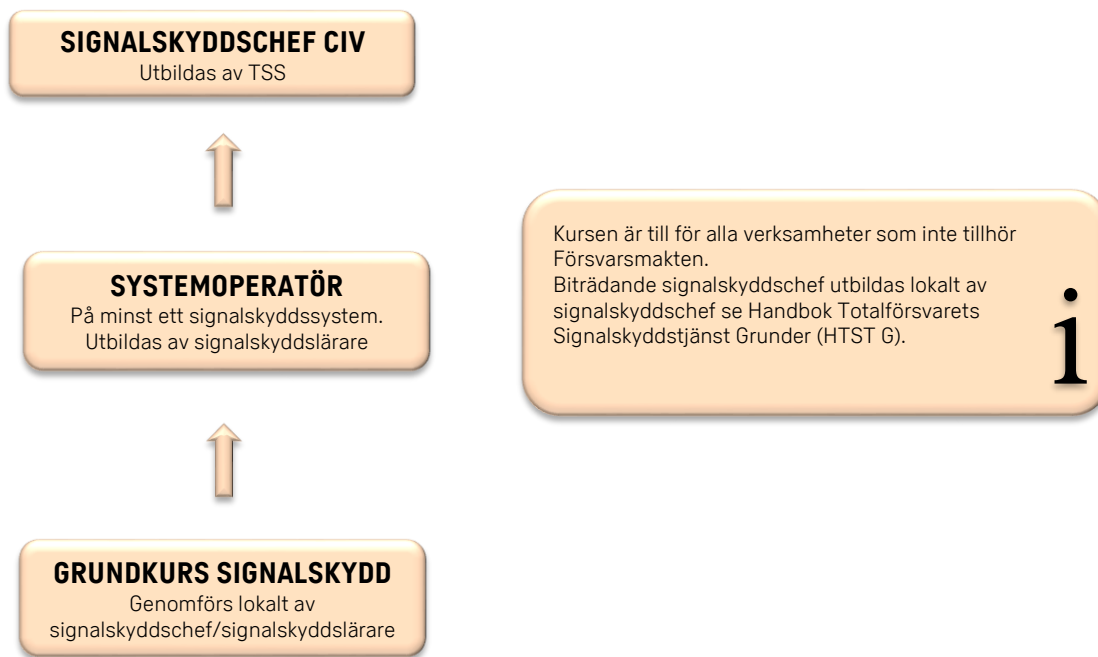 SIGNALSKYDDSCHEF CIV
Utbildas av TSS
SYSTEMOPERATÖR
På minst ett signalskyddssystem.
Utbildas av signalskyddslärare
GRUNDKURS SIGNALSKYDD
Genomförs lokalt av
signalskyddschef/signalskyddslärare
Kursen är till för alla verksamheter som inte tillhör
Försvarsmakten.
Biträdande signalskyddschef utbildas lokalt av
signalskyddschef se Handbok Totalförsvarets
Signalskyddstjänst Grunder (HTST G).
i